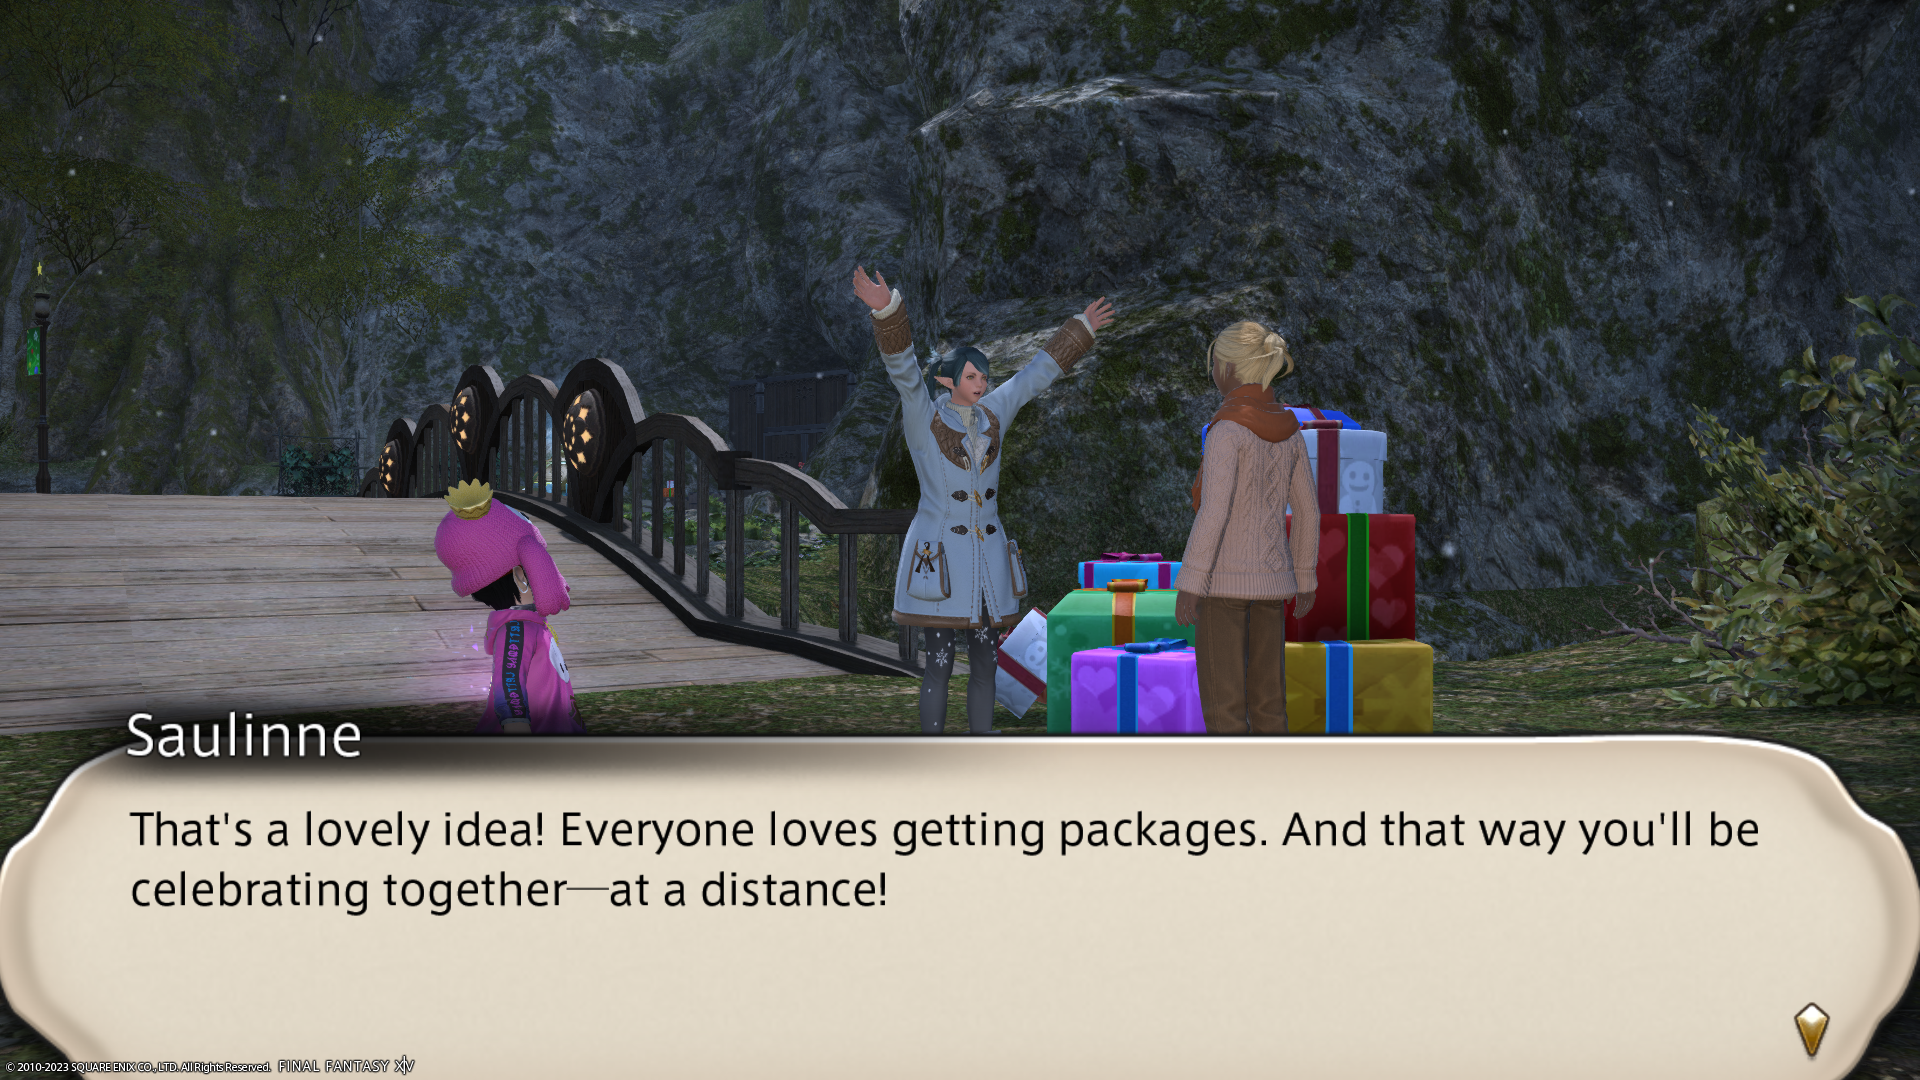 Saulinne
That's a lovely idea! Everyone loves getting packages. And that way you'll be
celebrating together—at a distance!
© 2010-2023 SQUARE ENIX CO., LTD. All Rights Reserved. FINAL FANTASY XIV